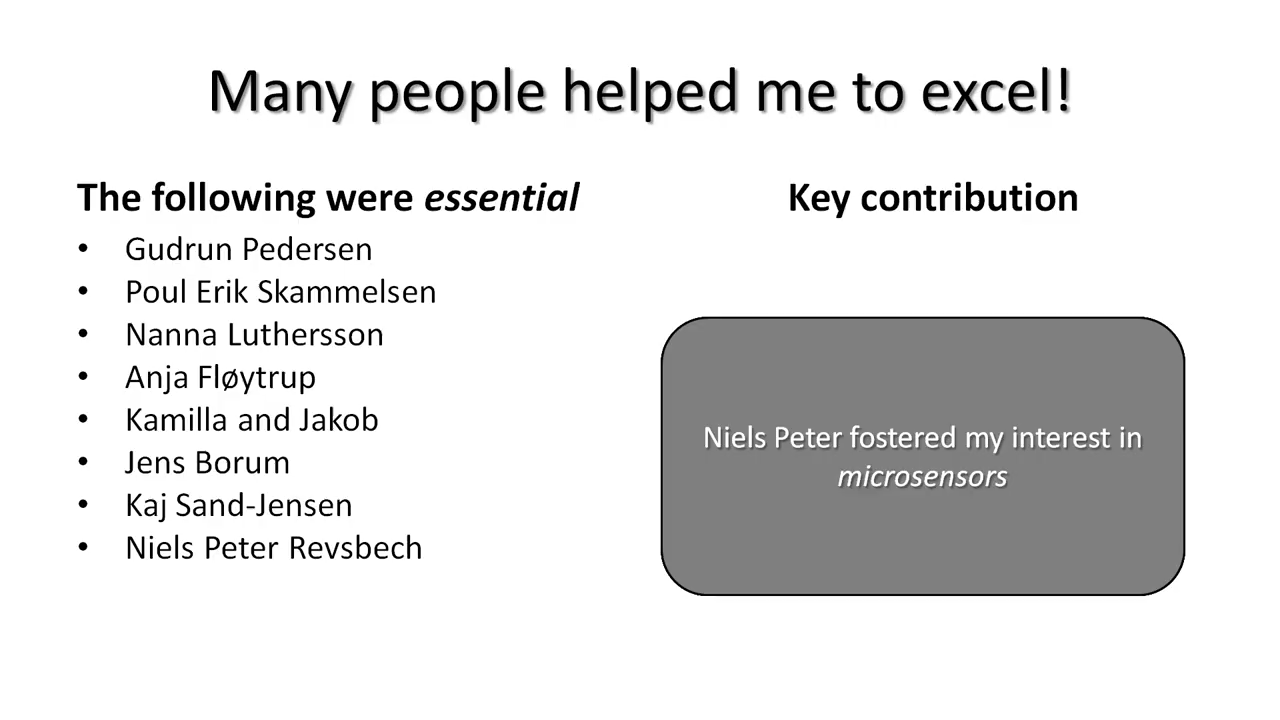 Many people helped me to excel!
The following were essential
• Gudrun Pedersen
• Poul Erik Skammelsen
• Nanna Luthersson
• Anja Fløytrup
• Kamilla and Jakob
• Jens Borum
• Kaj Sand-Jensen
• Niels Peter Revsbech
Key contribution
Niels Peter fostered my interest in
microsensors